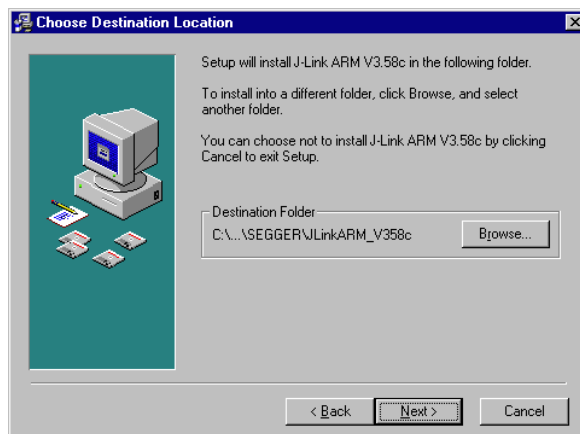 Choose Destination Location
Setup will install J-Link ARM V3.58c in the following folder.
To install into a different folder, click Browse, and select
another folder.
You can choose not to install J-Link ARM V3.58c by clicking
Cancel to exit Setup.
Destination Folder
C:\...\SEGGER\JLinkARM_V358c
Browse...
< Back
Next >
Cancel